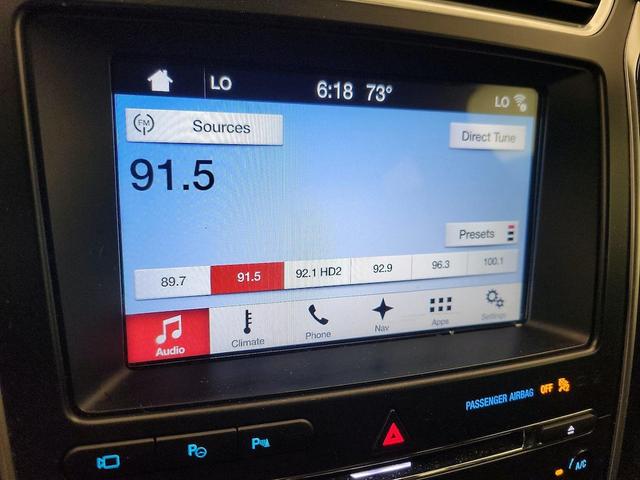 LO 6:18 73° LO
FM Sources Direct Tune
91.5
Presets
89.7 91.5 92.1 HD2 92.9 96.3 100.1
Audio Climate Phone Nav Apps Settings
PASSENGER AIRBAG OFF
P P
A/C